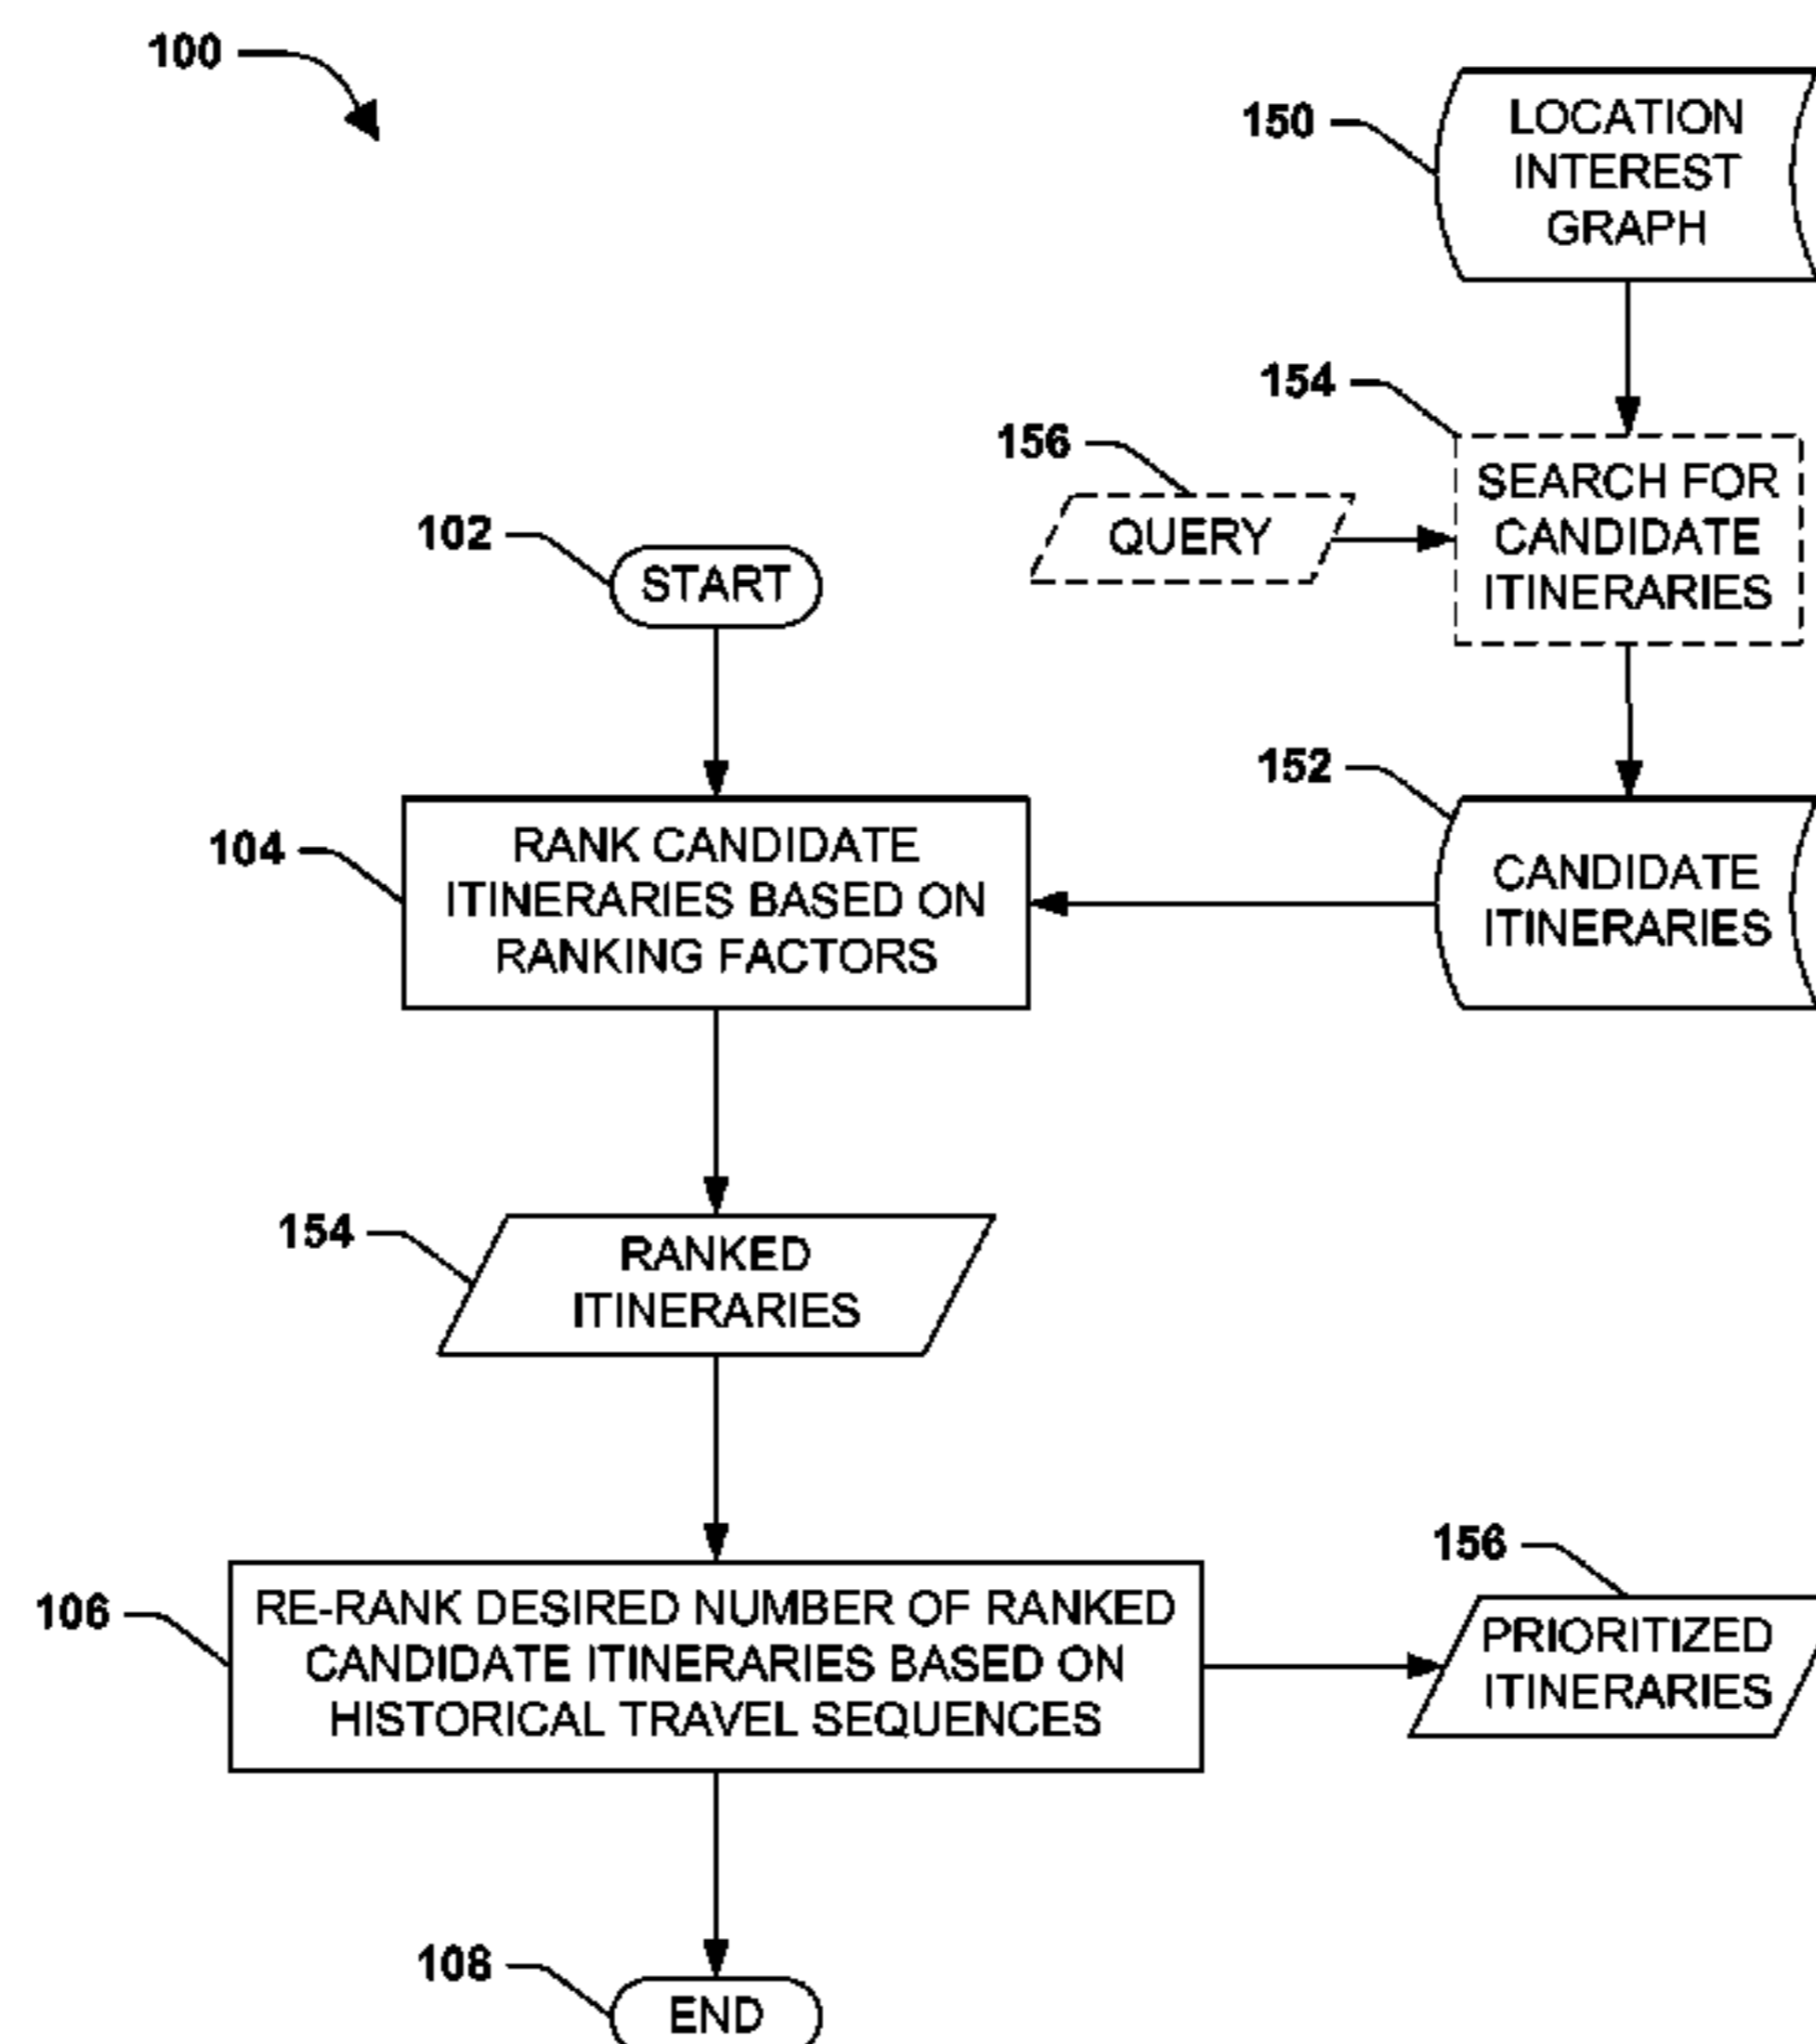 100
150
LOCATION
INTEREST
GRAPH
154
156
SEARCH FOR
CANDIDATE
ITINERARIES
QUERY
102
START
152
104
RANK CANDIDATE
ITINERARIES BASED ON
RANKING FACTORS
CANDIDATE
ITINERARIES
154
RANKED
ITINERARIES
156
106
RE-RANK DESIRED NUMBER OF RANKED
CANDIDATE ITINERARIES BASED ON
HISTORICAL TRAVEL SEQUENCES
PRIORITIZED
ITINERARIES
108
END